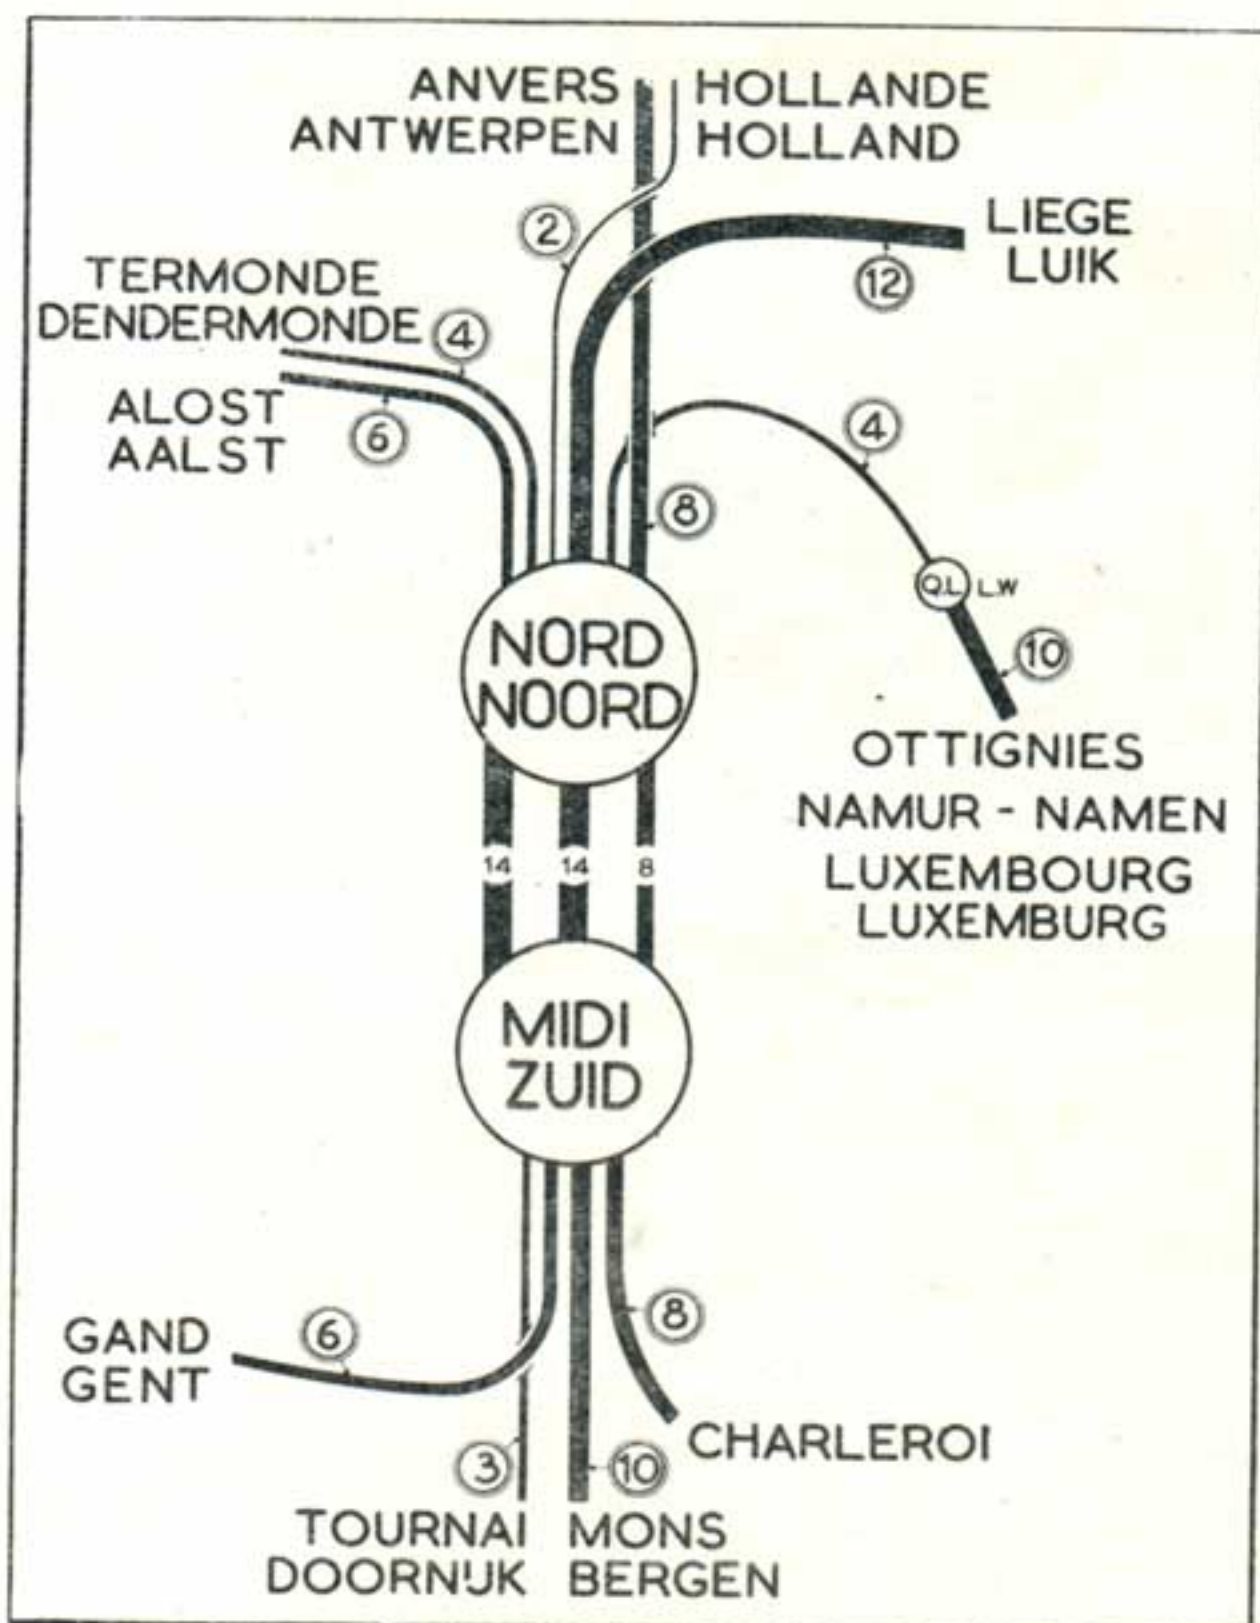 ANVERS
ANTWERPEN
HOLLANDE
HOLLAND
2
LIEGE
LUIK
12
TERMONDE
DENDERMONDE
4
ALOST
AALST
6
4
8
Q.L L.W
10
NORD
NOORD
OTTIGNIES
NAMUR - NAMEN
LUXEMBOURG
LUXEMBURG
14 14 8
MIDI
ZUID
GAND
GENT
6
8
CHARLEROI
3
10
TOURNAI
DOORNIJK
MONS
BERGEN